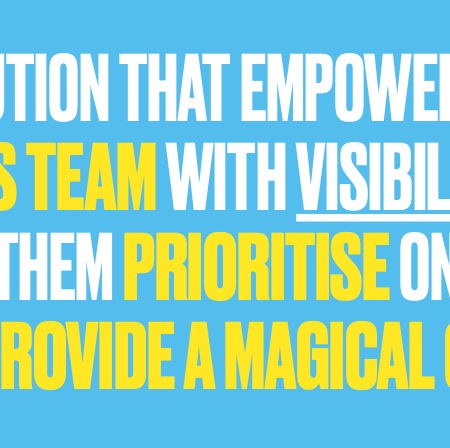 UTION THAT EMPOWE
S TEAM WITH VISIBIL
THEM PRIORITISE ON
ROVIDE A MAGICAL